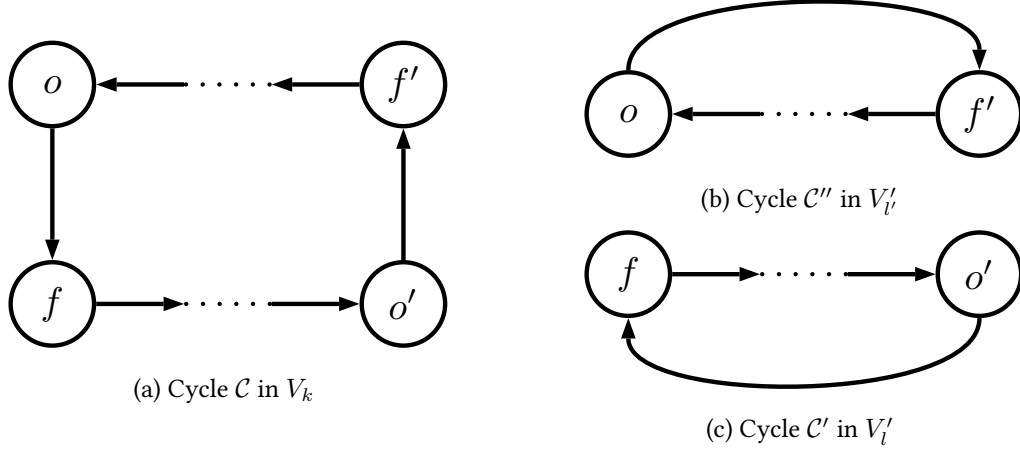 o
f′
f
o′
(a) Cycle 𝒞 in Vₖ
o
f′
(b) Cycle 𝒞′′ in V′ₗ′
f
o′
(c) Cycle 𝒞′ in V′ₗ